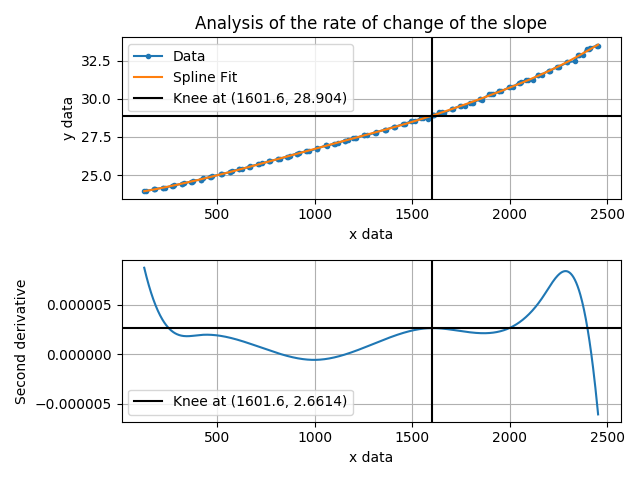 Analysis of the rate of change of the slope
Data
Spline Fit
Knee at (1601.6, 28.904)
32.5
30.0
27.5
25.0
y data
500
1000
1500
2000
2500
x data
0.000005
0.000000
−0.000005
Second derivative
Knee at (1601.6, 2.6614)
500
1000
1500
2000
2500
x data